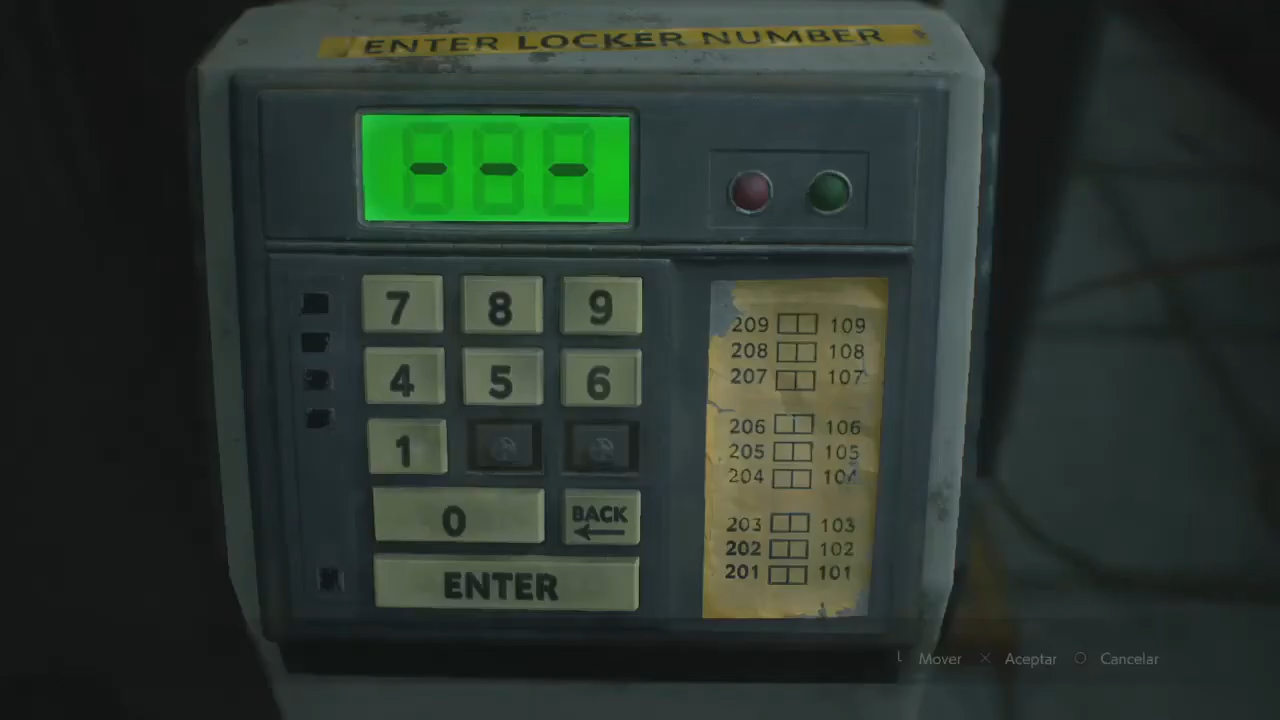 ENTER LOCKER NUMBER
- - -
7 8 9
4 5 6
1
0 BACK
ENTER
209 109
208 108
207 107
206 106
205 105
204 104
203 103
202 102
201 101
L Mover X Aceptar O Cancelar